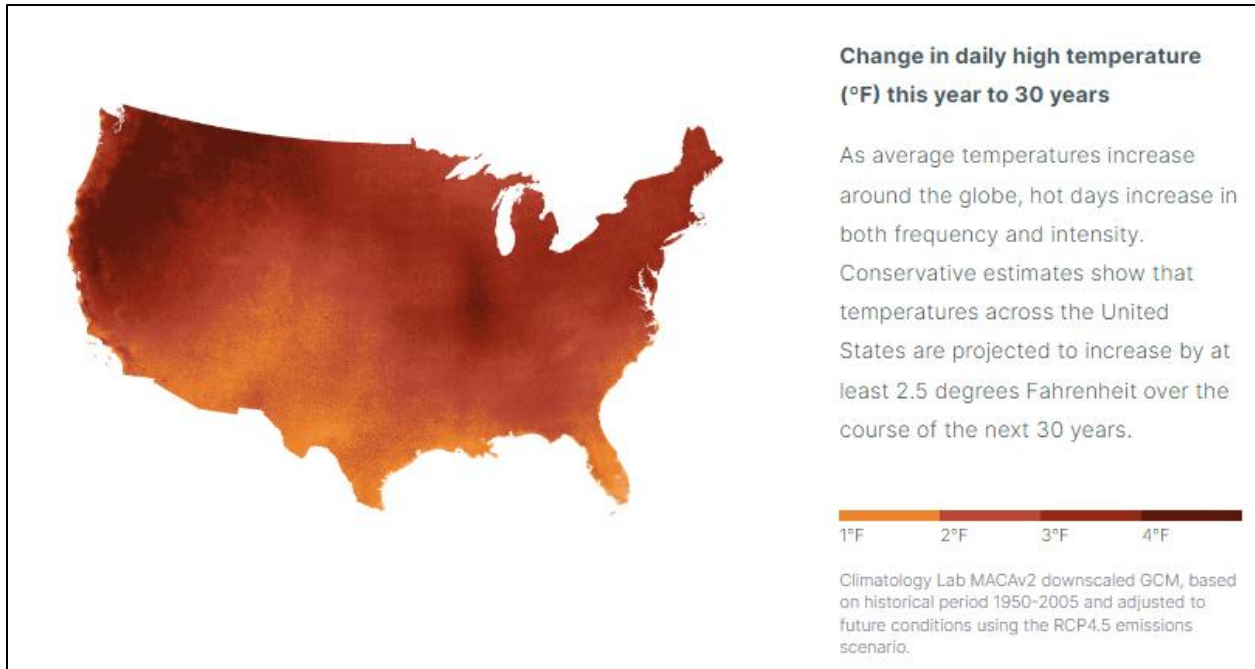 Change in daily high temperature
(°F) this year to 30 years
As average temperatures increase
around the globe, hot days increase in
both frequency and intensity.
Conservative estimates show that
temperatures across the United
States are projected to increase by at
least 2.5 degrees Fahrenheit over the
course of the next 30 years.
1°F 2°F 3°F 4°F
Climatology Lab MACAv2 downscaled GCM, based
on historical period 1950-2005 and adjusted to
future conditions using the RCP4.5 emissions
scenario.